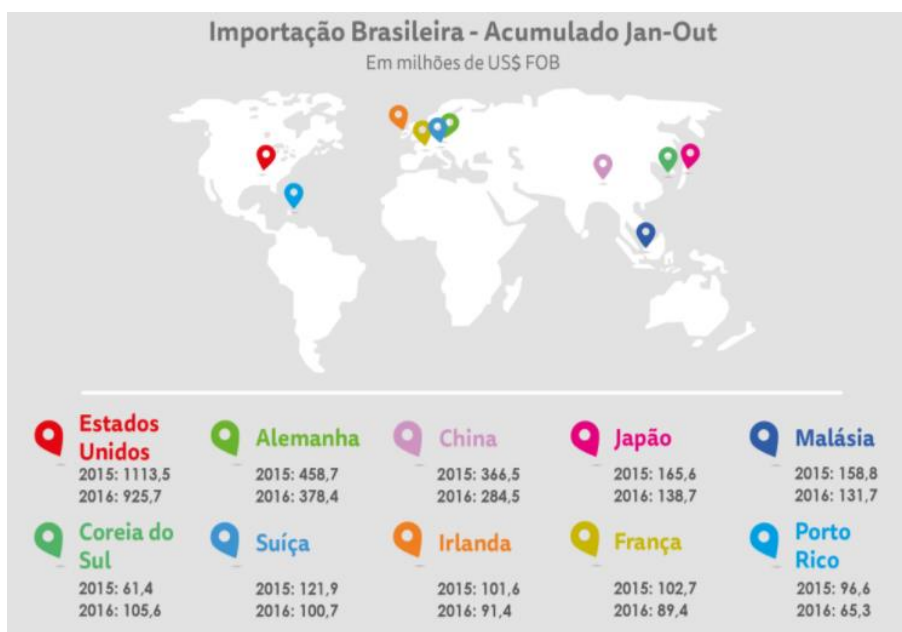 Importação Brasileira - Acumulado Jan-Out
Em milhões de US$ FOB
Estados
Unidos
2015: 1113,5
2016: 925,7
Alemanha
2015: 458,7
2016: 378,4
China
2015: 366,5
2016: 284,5
Japão
2015: 165,6
2016: 138,7
Malásia
2015: 158,8
2016: 131,7
Coreia do
Sul
2015: 61,4
2016: 105,6
Suíça
2015: 121,9
2016: 100,7
Irlanda
2015: 101,6
2016: 91,4
França
2015: 102,7
2016: 89,4
Porto
Rico
2015: 96,6
2016: 65,3